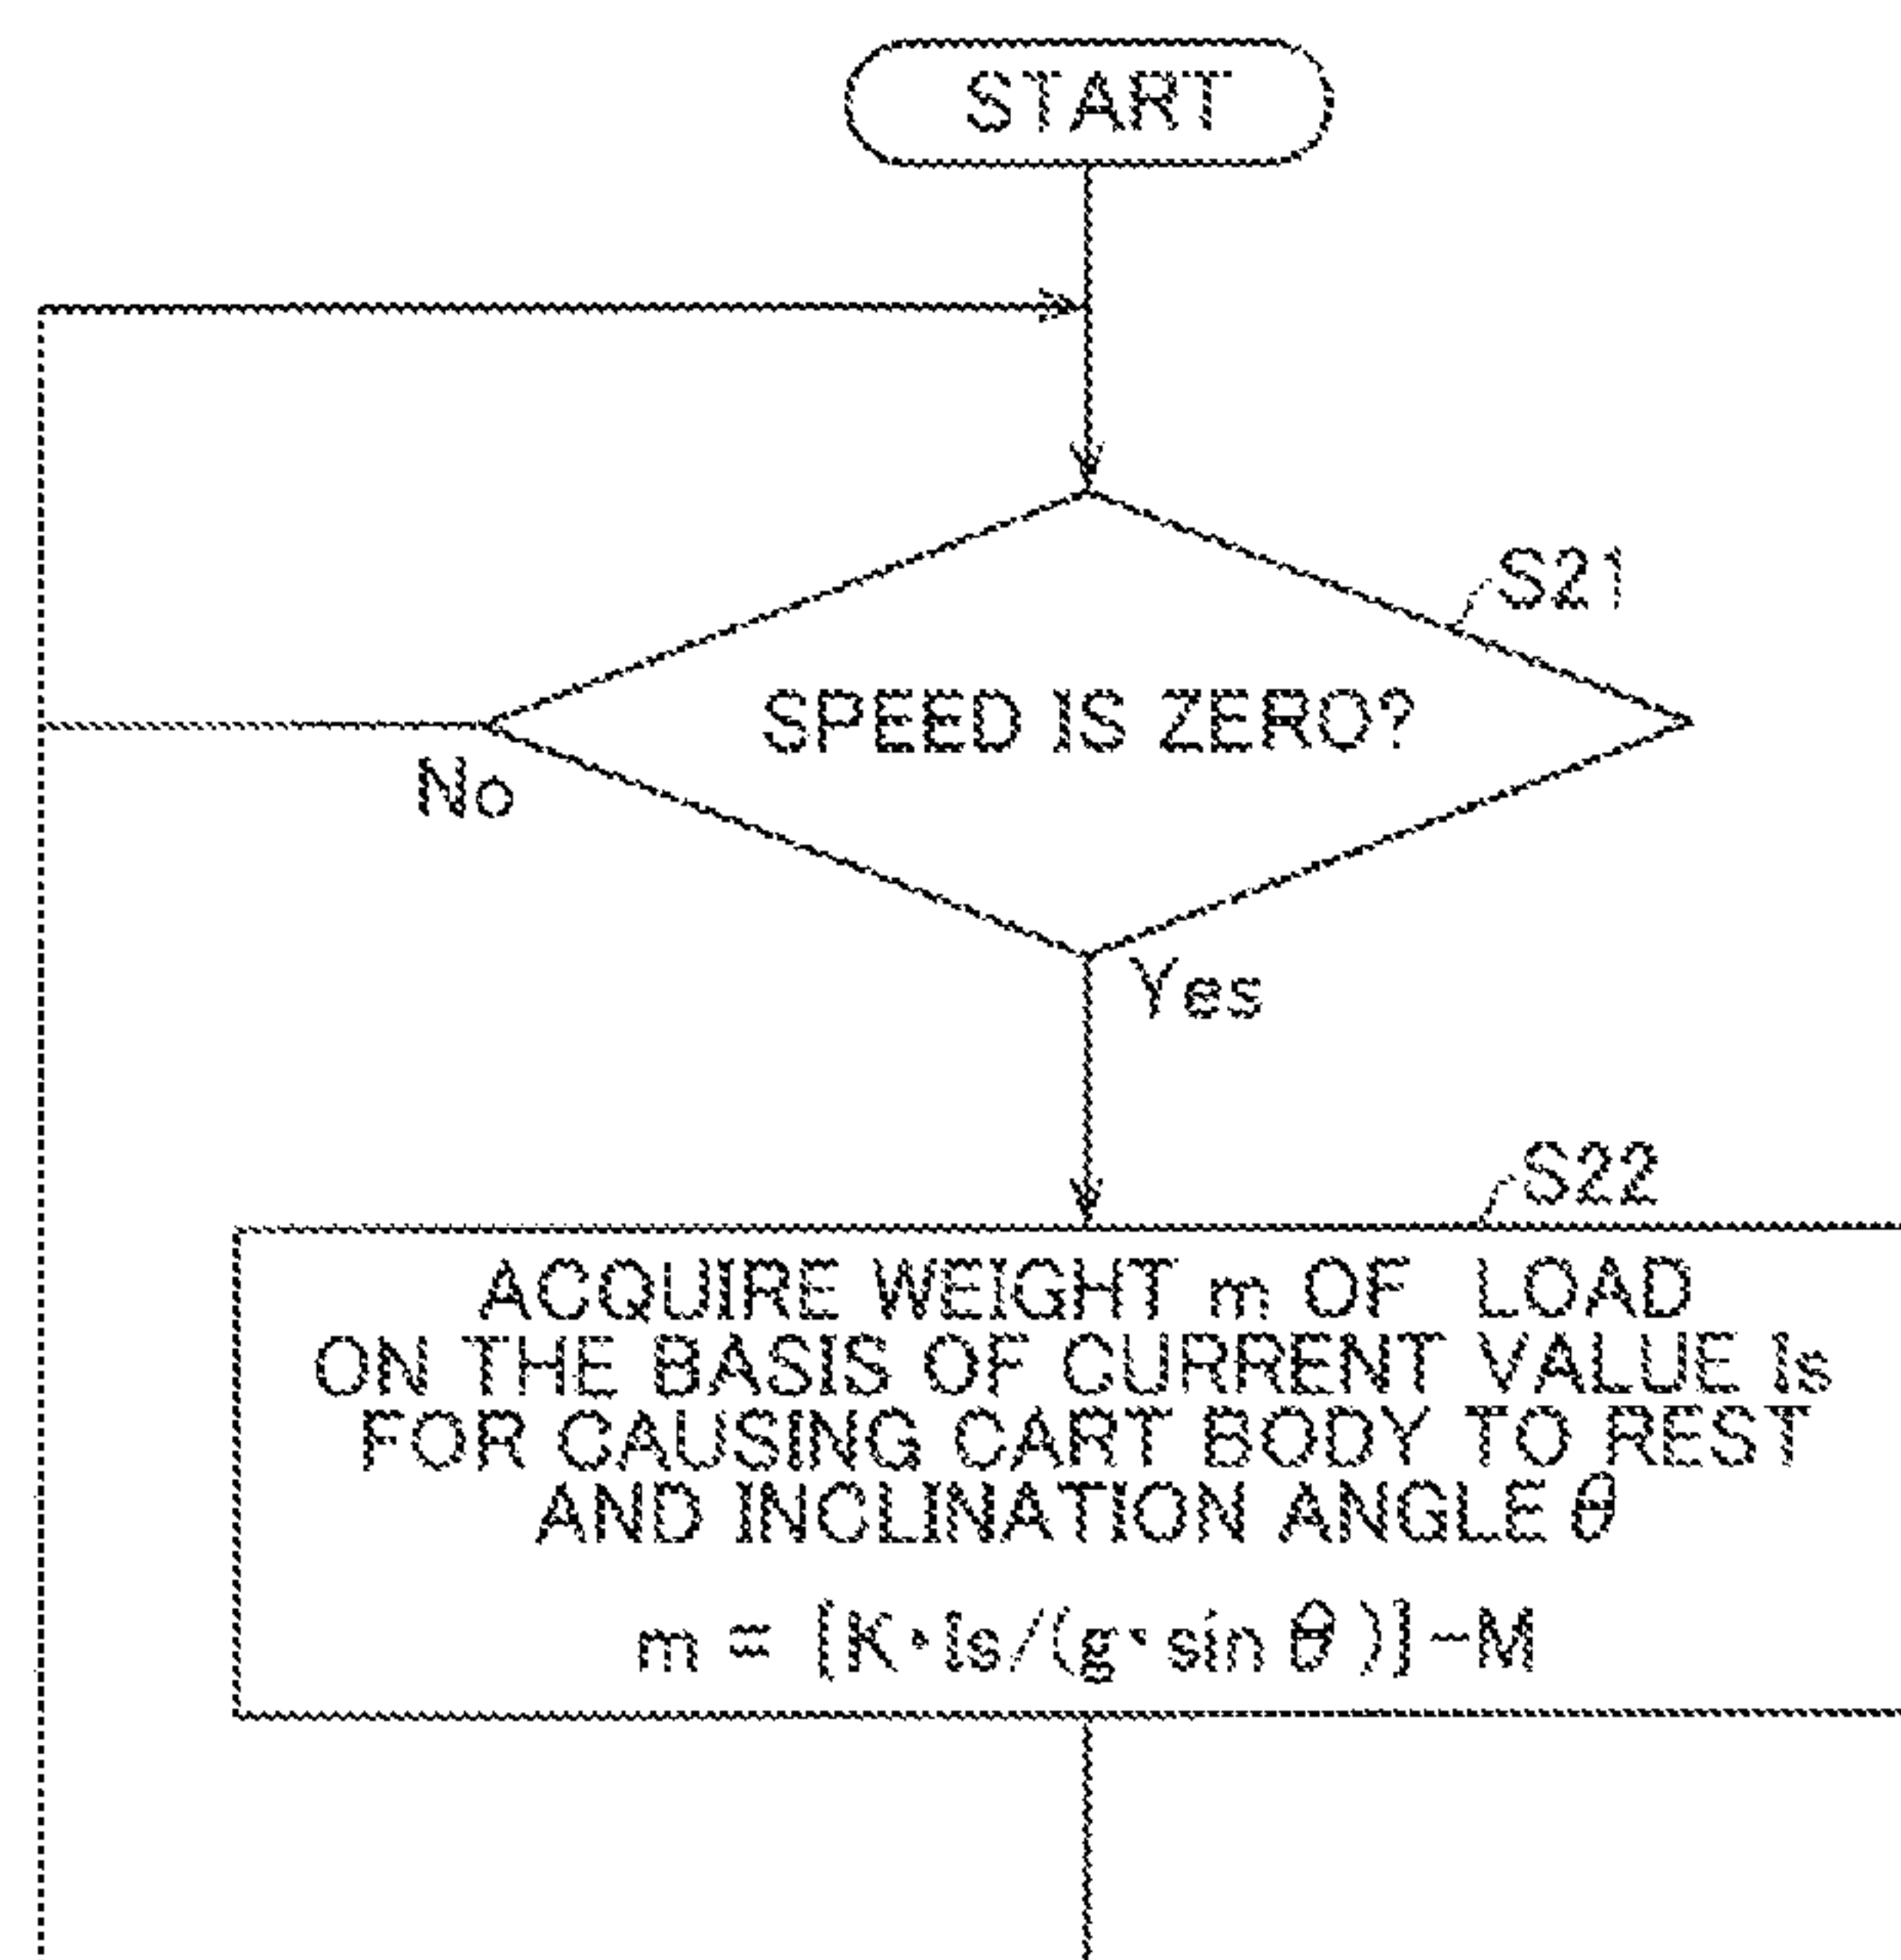 START
S21
SPEED IS ZERO?
No
Yes
S22
ACQUIRE WEIGHT m OF LOAD
ON THE BASIS OF CURRENT VALUE Is
FOR CAUSING CART BODY TO REST
AND INCLINATION ANGLE θ
m = [K·Is/(g·sin θ)]-M